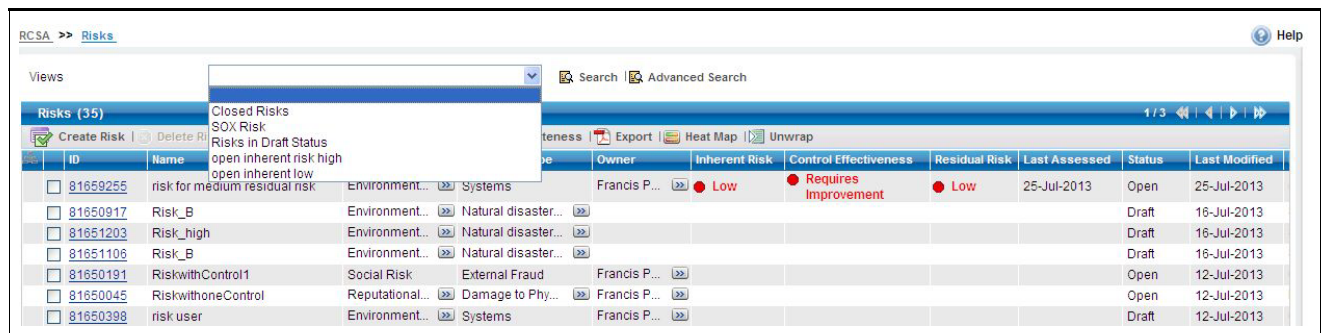 RCSA >> Risks
Help
Views
Search | Advanced Search
Closed Risks
SOX Risk
Risks in Draft Status
open inherent risk high
open inherent low
Risks (35) 1 / 3
Create Risk | Delete Ri teness | Export | Heat Map | Unwrap
ID Name pe Owner Inherent Risk Control Effectiveness Residual Risk Last Assessed Status Last Modified
81659255 risk for medium residual risk Environment... >> Systems Francis P... >> Low Requires Improvement Low 25-Jul-2013 Open 25-Jul-2013
81650917 Risk_B Environment... >> Natural disaster... >> Draft 16-Jul-2013
81651203 Risk_high Environment... >> Natural disaster... >> Draft 16-Jul-2013
81651106 Risk_B Environment... >> Natural disaster... >> Draft 16-Jul-2013
81650191 RiskwithControl1 Social Risk External Fraud Francis P... >> Open 12-Jul-2013
81650045 RiskwithoneControl Reputational... >> Damage to Phy... >> Francis P... >> Open 12-Jul-2013
81650398 risk user Environment... >> Systems Francis P... >> Draft 12-Jul-2013